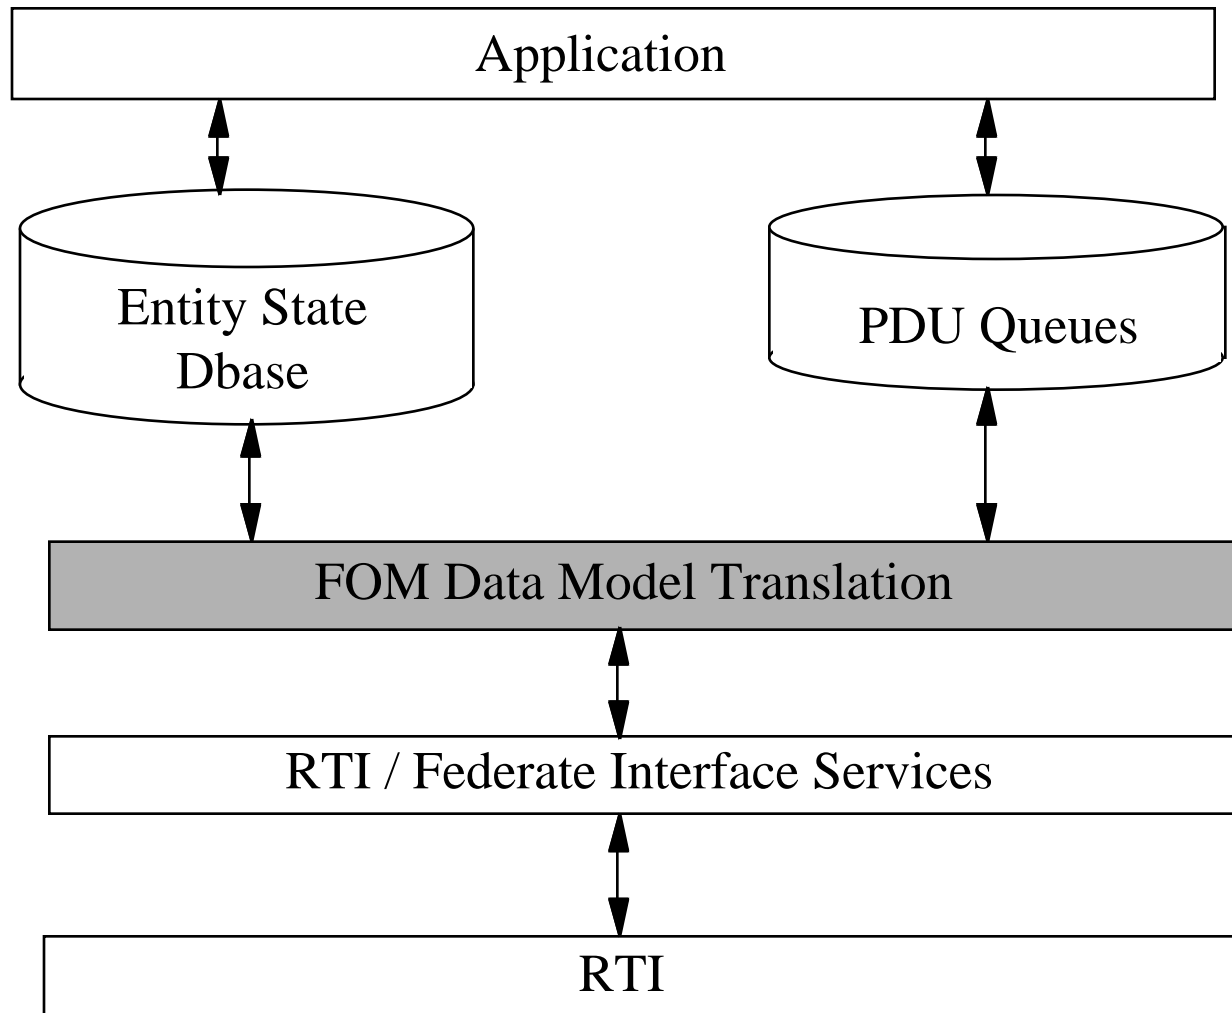 Application
Entity State
Dbase
PDU Queues
FOM Data Model Translation
RTI / Federate Interface Services
RTI